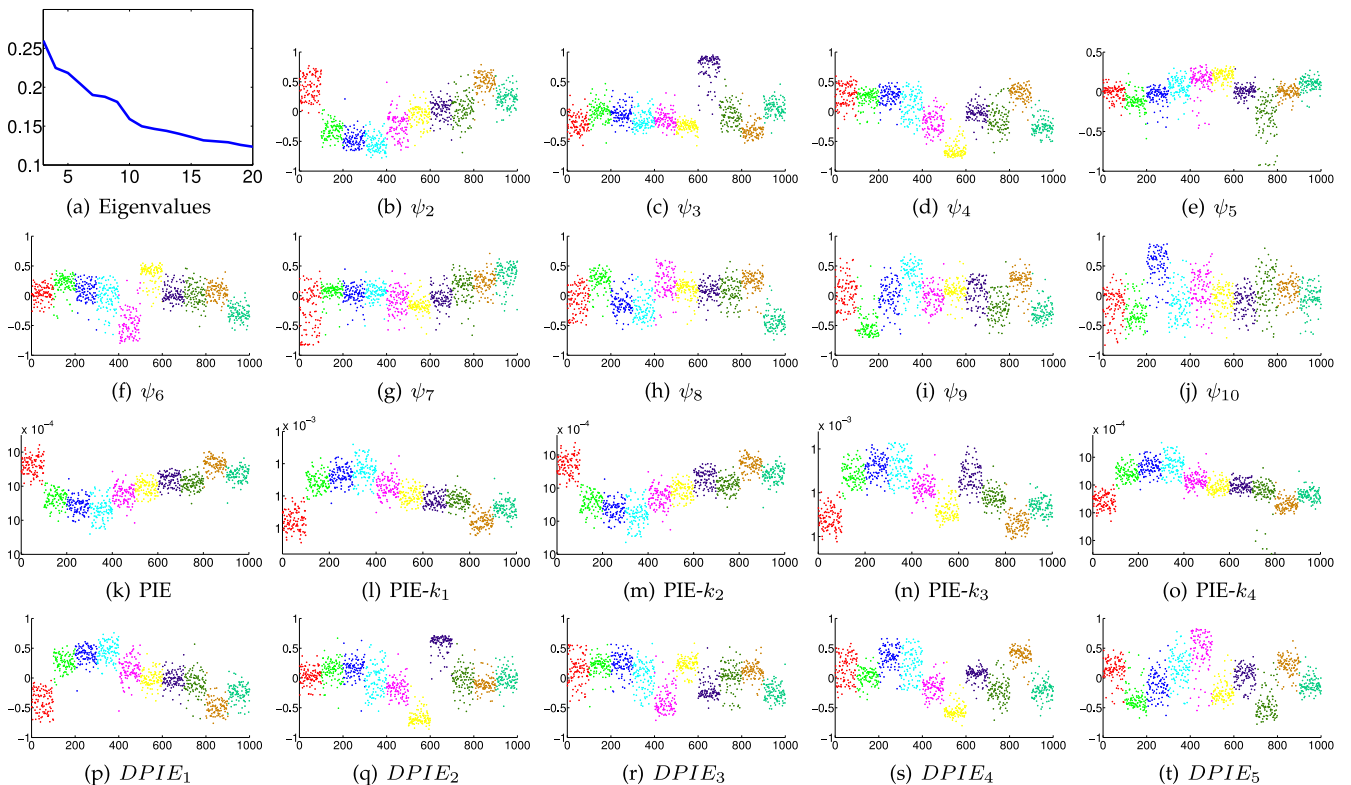 0.25
0.2
0.15
0.1
5 10 15 20
(a) Eigenvalues
1
0.5
0
−0.5
−1
0 200 400 600 800 1000
(b) ψ2
1
0.5
0
−0.5
−1
0 200 400 600 800 1000
(c) ψ3
1
0.5
0
−0.5
−1
0 200 400 600 800 1000
(d) ψ4
0.5
0
−0.5
−1
0 200 400 600 800 1000
(e) ψ5
1
0.5
0
−0.5
−1
0 200 400 600 800 1000
(f) ψ6
1
0.5
0
−0.5
−1
0 200 400 600 800 1000
(g) ψ7
1
0.5
0
−0.5
−1
0 200 400 600 800 1000
(h) ψ8
1
0.5
0
−0.5
−1
0 200 400 600 800 1000
(i) ψ9
1
0.5
0
−0.5
−1
0 200 400 600 800 1000
(j) ψ10
x 10−4
10
10
10
10
0 200 400 600 800 1000
(k) PIE
x 10−3
1
1
1
0 200 400 600 800 1000
(l) PIE-k1
x 10−4
10
10
10
10
0 200 400 600 800 1000
(m) PIE-k2
x 10−3
1
1
1
0 200 400 600 800 1000
(n) PIE-k3
x 10−4
10
10
10
10
0 200 400 600 800 1000
(o) PIE-k4
1
0.5
0
−0.5
−1
0 200 400 600 800 1000
(p) DPIE1
1
0.5
0
−0.5
−1
0 200 400 600 800 1000
(q) DPIE2
1
0.5
0
−0.5
−1
0 200 400 600 800 1000
(r) DPIE3
1
0.5
0
−0.5
−1
0 200 400 600 800 1000
(s) DPIE4
1
0.5
0
−0.5
−1
0 200 400 600 800 1000
(t) DPIE5